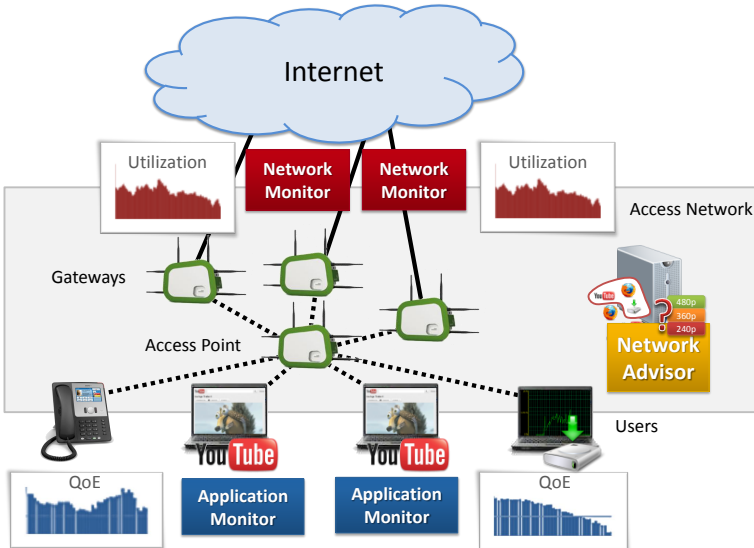 Internet
Utilization
Network
Monitor
Network
Monitor
Utilization
Access Network
Gateways
YouTube
480p
360p
240p
?
Access Point
Network
Advisor
Users
YouTube
YouTube
QoE
Application
Monitor
Application
Monitor
QoE